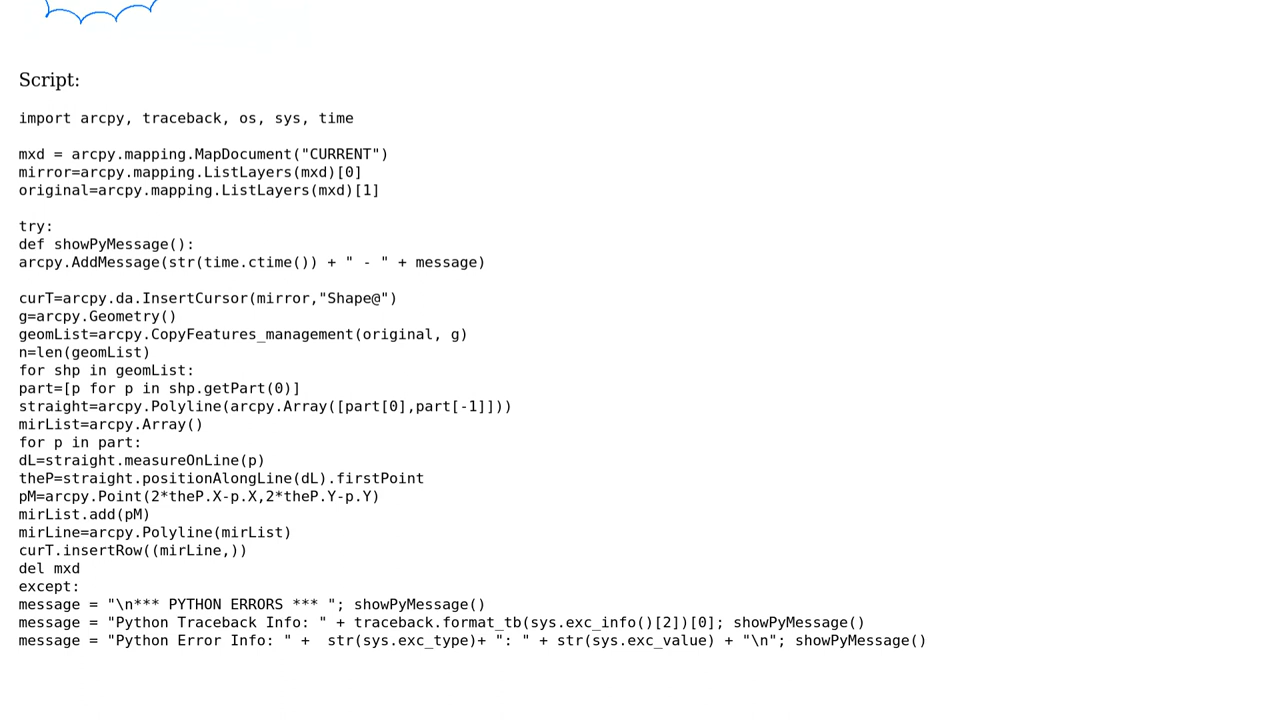 Script:
import arcpy, traceback, os, sys, time
mxd = arcpy.mapping.MapDocument("CURRENT")
mirror=arcpy.mapping.ListLayers(mxd)[0]
original=arcpy.mapping.ListLayers(mxd)[1]
try:
def showPyMessage():
arcpy.AddMessage(str(time.ctime()) + " - " + message)
curT=arcpy.da.InsertCursor(mirror,"Shape@")
g=arcpy.Geometry()
geomList=arcpy.CopyFeatures_management(original, g)
n=len(geomList)
for shp in geomList:
part=[p for p in shp.getPart(0)]
straight=arcpy.Polyline(arcpy.Array([part[0],part[-1]]))
mirList=arcpy.Array()
for p in part:
dL=straight.measureOnLine(p)
theP=straight.positionAlongLine(dL).firstPoint
pM=arcpy.Point(2*theP.X-p.X,2*theP.Y-p.Y)
mirList.add(pM)
mirLine=arcpy.Polyline(mirList)
curT.insertRow((mirLine,))
del mxd
except:
message = "\n*** PYTHON ERRORS *** "; showPyMessage()
message = "Python Traceback Info: " + traceback.format_tb(sys.exc_info()[2])[0]; showPyMessage()
message = "Python Error Info: " +  str(sys.exc_type)+ ": " + str(sys.exc_value) + "\n"; showPyMessage()